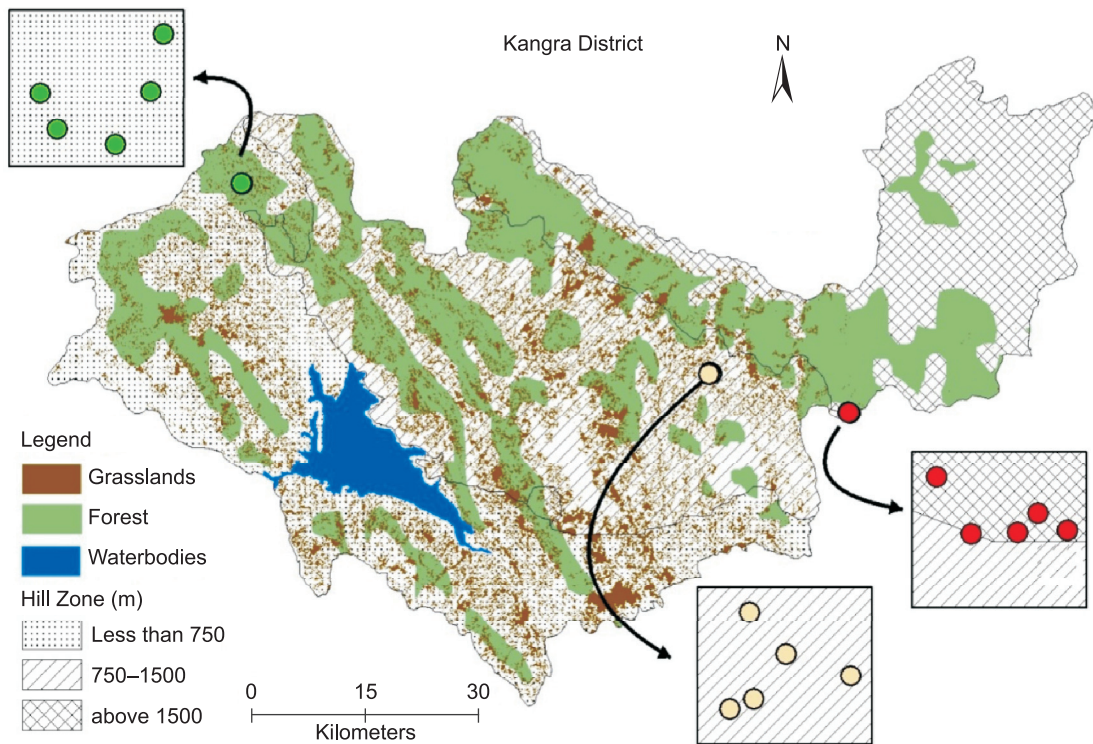 Kangra District
N
Legend
Grasslands
Forest
Waterbodies
Hill Zone (m)
Less than 750
750–1500
above 1500
0 15 30
Kilometers